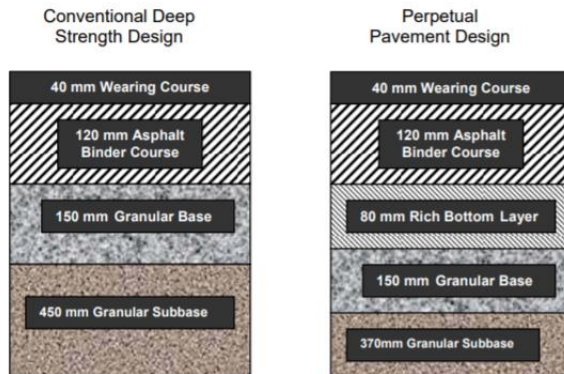 Conventional Deep
Strength Design
40 mm Wearing Course
120 mm Asphalt
Binder Course
150 mm Granular Base
450 mm Granular Subbase
Perpetual
Pavement Design
40 mm Wearing Course
120 mm Asphalt
Binder Course
80 mm Rich Bottom Layer
150 mm Granular Base
370mm Granular Subbase